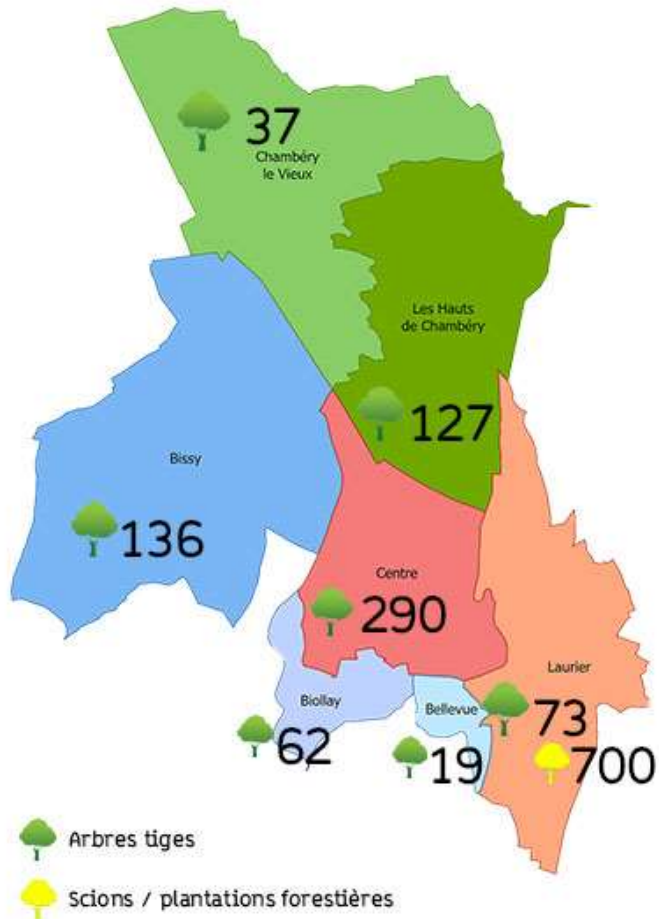 37
Chambéry
le Vieux
Les Hauts
de Chambéry
127
Bissy
136
Centre
290
Laurier
Biollay
Bellevue
73
62
19
700
Arbres tiges
Scions / plantations forestières